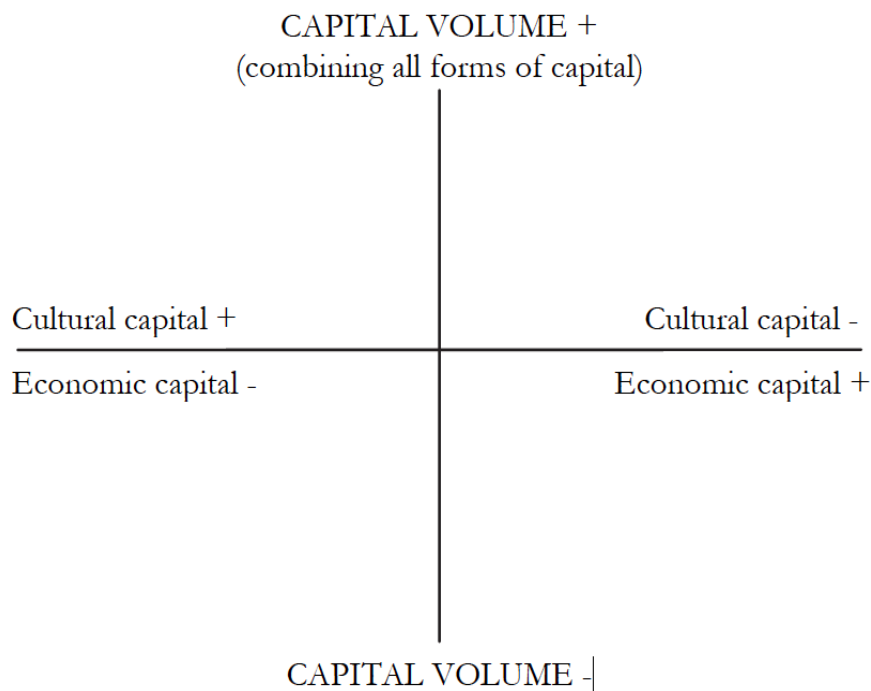 CAPITAL VOLUME +
(combining all forms of capital)
Cultural capital +
Cultural capital -
Economic capital -
Economic capital +
CAPITAL VOLUME -